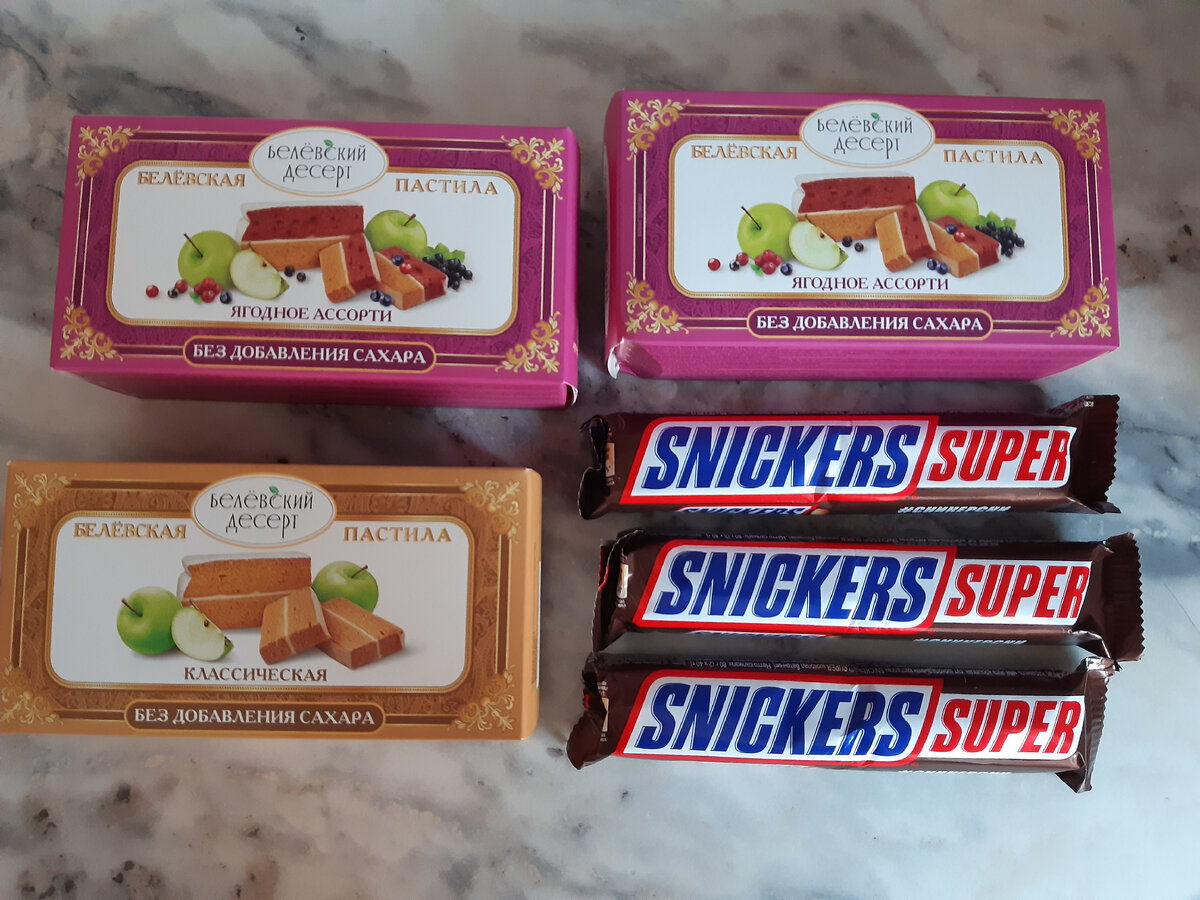 Белёвский
десерт
БЕЛЁВСКАЯ ПАСТИЛА
ЯГОДНОЕ АССОРТИ
БЕЗ ДОБАВЛЕНИЯ САХАРА
Белёвский
десерт
БЕЛЁВСКАЯ ПАСТИЛА
ЯГОДНОЕ АССОРТИ
БЕЗ ДОБАВЛЕНИЯ САХАРА
Белёвский
десерт
БЕЛЁВСКАЯ ПАСТИЛА
КЛАССИЧЕСКАЯ
БЕЗ ДОБАВЛЕНИЯ САХАРА
SNICKERS SUPER
SNICKERS SUPER
SNICKERS SUPER